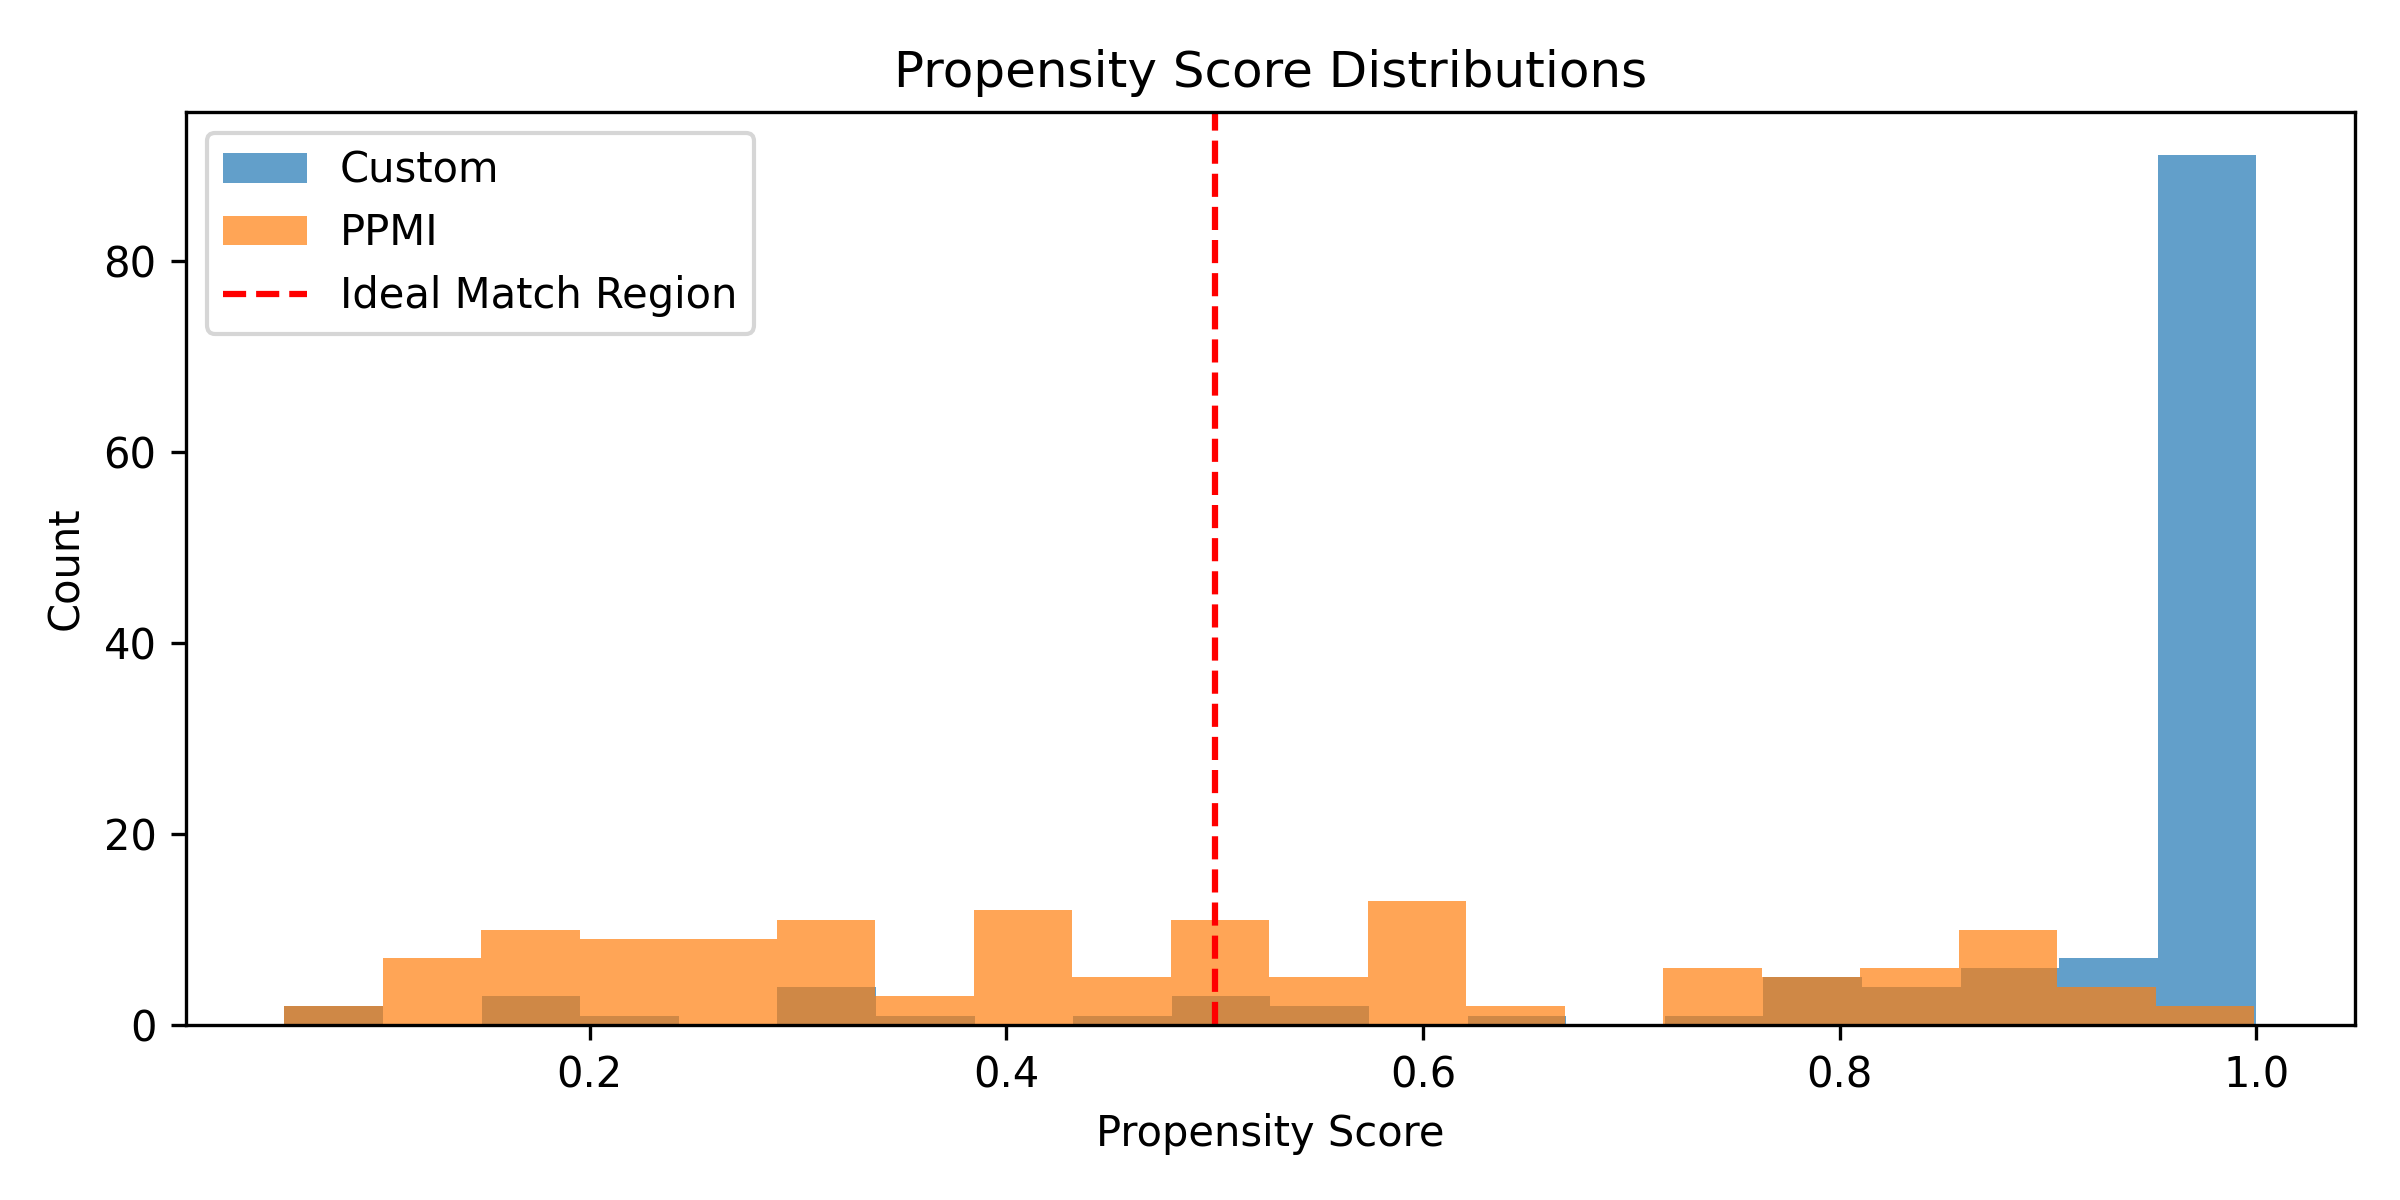 Propensity Score Distributions
Custom
PPMI
Ideal Match Region
Count
80
60
40
20
0
0.2
0.4
0.6
0.8
1.0
Propensity Score